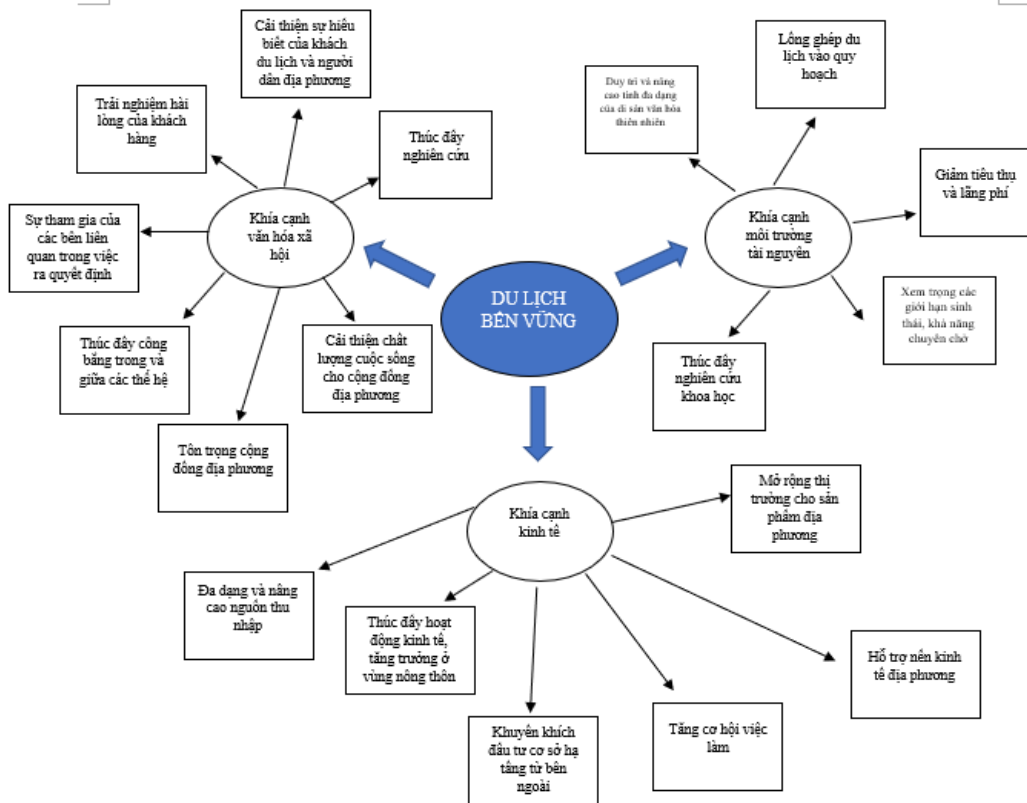 Cải thiện sự hiểu
biết của khách
du lịch và người
dân địa phương
Trải nghiệm hài
lòng của khách
hàng
Thúc đẩy
nghiên cứu
Sự tham gia của
các bên liên
quan trong việc
ra quyết định
Khía cạnh
văn hóa xã
hội
Thúc đẩy công
bằng trong và
giữa các thế hệ
Cải thiện chất
lượng cuộc sống
cho cộng đồng
địa phương
Tôn trọng cộng
đồng địa phương
DU LỊCH
BỀN VỮNG
Lồng ghép du
lịch vào quy
hoạch
Duy trì và nâng
cao tính đa dạng
của di sản văn hóa
thiên nhiên
Giảm tiêu thụ
và lãng phí
Khía cạnh
môi trường
tài nguyên
Xem trọng các
giới hạn sinh
thái, khả năng
chuyên chở
Thúc đẩy
nghiên cứu
khoa học
Khía cạnh
kinh tế
Mở rộng thị
trường cho sản
phẩm địa
phương
Đa dạng và nâng
cao nguồn thu
nhập
Thúc đẩy hoạt
động kinh tế,
tăng trưởng ở
vùng nông thôn
Hỗ trợ nền kinh
tế địa phương
Khuyến khích
đầu tư cơ sở hạ
tầng từ bên
ngoài
Tăng cơ hội việc
làm